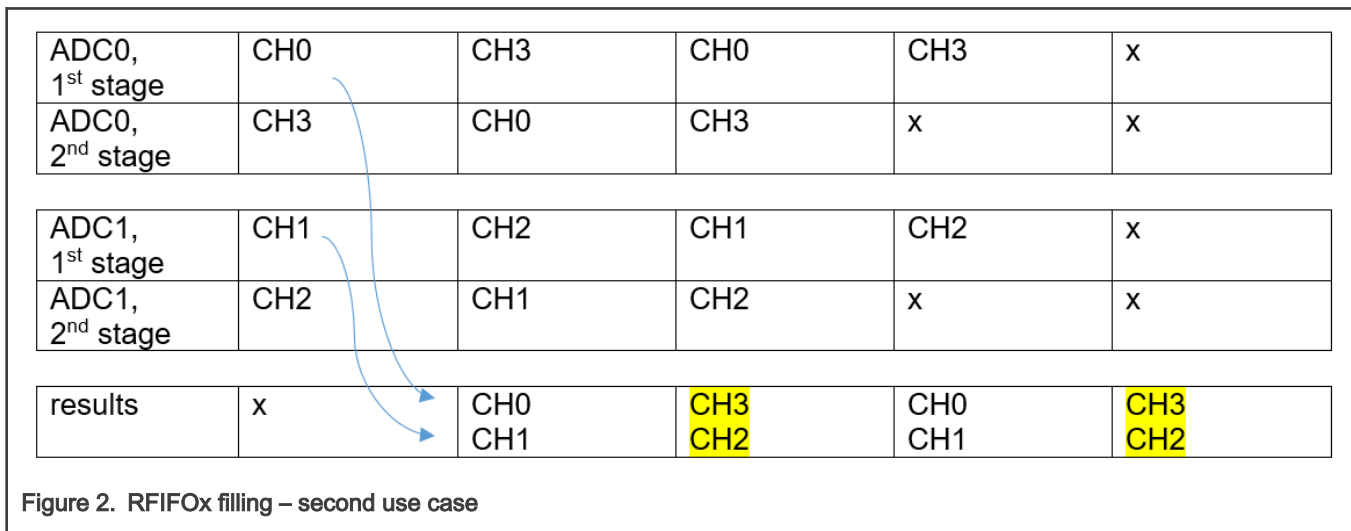 ADC0, 1st stage CH0 CH3 CH0 CH3 x
ADC0, 2nd stage CH3 CH0 CH3 x x
ADC1, 1st stage CH1 CH2 CH1 CH2 x
ADC1, 2nd stage CH2 CH1 CH2 x x
results x CH0 CH3 CH0 CH3
CH1 CH2 CH1 CH2
Figure 2. RFIFOx filling – second use case